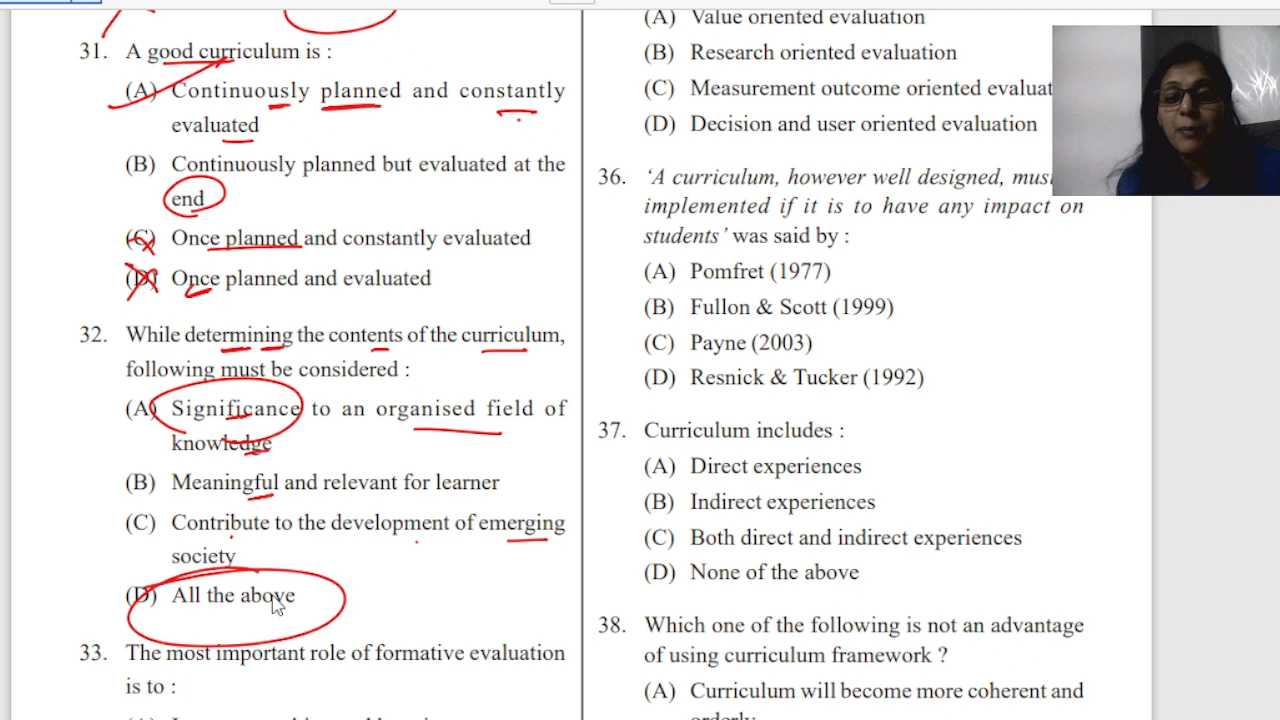 31. A good curriculum is :
(A) Continuously planned and constantly
evaluated
(B) Continuously planned but evaluated at the
end
(C) Once planned and constantly evaluated
(D) Once planned and evaluated
32. While determining the contents of the curriculum,
following must be considered :
(A) Significance to an organised field of
knowledge
(B) Meaningful and relevant for learner
(C) Contribute to the development of emerging
society
(D) All the above
33. The most important role of formative evaluation
is to :
(A) Value oriented evaluation
(B) Research oriented evaluation
(C) Measurement outcome oriented evaluat
(D) Decision and user oriented evaluation
36. ‘A curriculum, however well designed, mus
implemented if it is to have any impact on
students’ was said by :
(A) Pomfret (1977)
(B) Fullon & Scott (1999)
(C) Payne (2003)
(D) Resnick & Tucker (1992)
37. Curriculum includes :
(A) Direct experiences
(B) Indirect experiences
(C) Both direct and indirect experiences
(D) None of the above
38. Which one of the following is not an advantage
of using curriculum framework ?
(A) Curriculum will become more coherent and
orderly